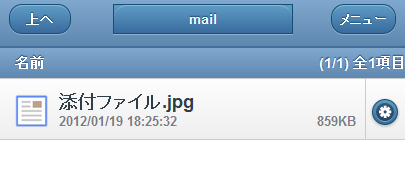 上へ mail メニュー
名前 (1/1) 全1項目
添付ファイル.jpg
2012/01/19 18:25:32 859KB